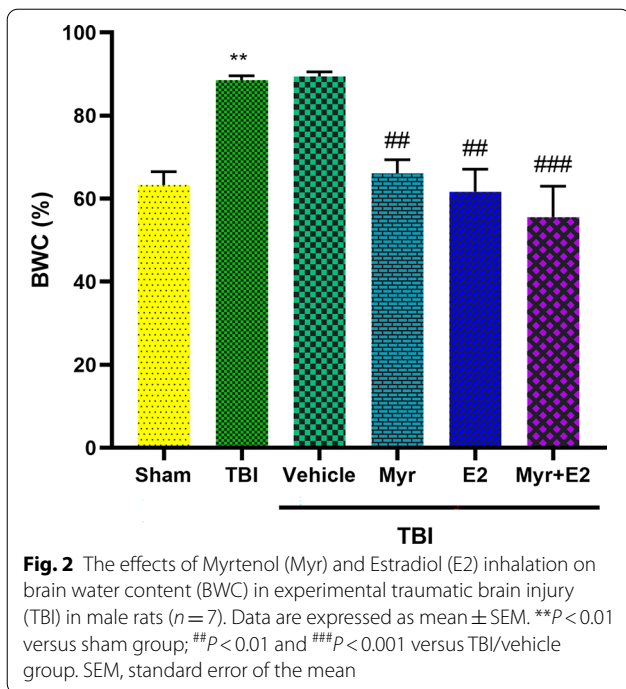 100
80
60
40
20
0
BWC (%)
**
##
##
###
Sham TBI Vehicle Myr E2 Myr+E2
TBI
Fig. 2 The effects of Myrtenol (Myr) and Estradiol (E2) inhalation on
brain water content (BWC) in experimental traumatic brain injury
(TBI) in male rats (n = 7). Data are expressed as mean ± SEM. **P < 0.01
versus sham group; ##P < 0.01 and ###P < 0.001 versus TBI/vehicle
group. SEM, standard error of the mean